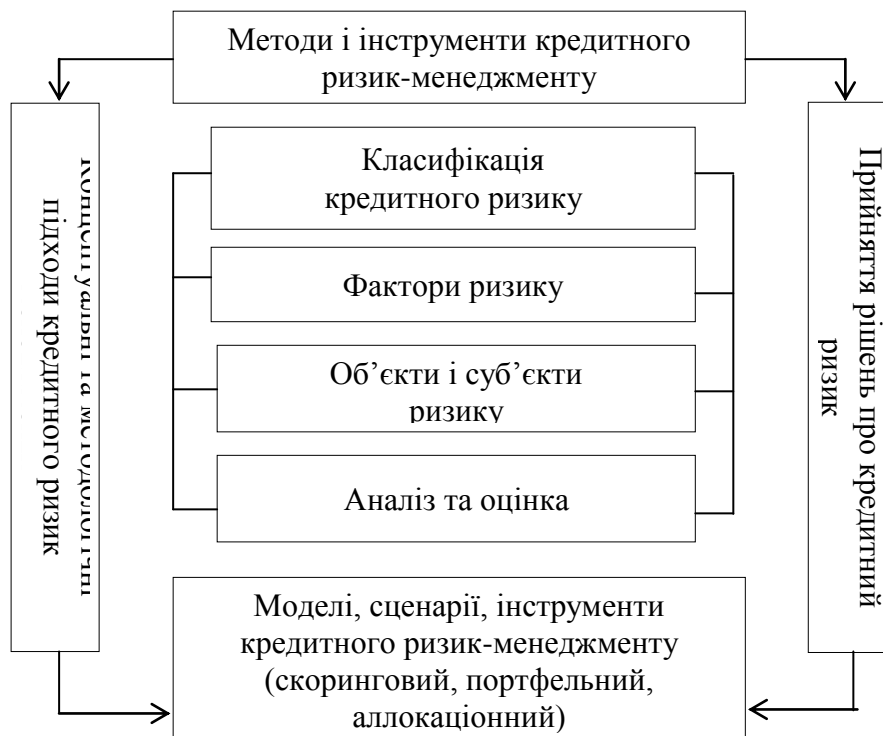 Методи і інструменти кредитного
ризик-менеджменту
Класифікація
кредитного ризику
Фактори ризику
Об’єкти і суб’єкти
ризику
Аналіз та оцінка
Моделі, сценарії, інструменти
кредитного ризик-менеджменту
(скоринговий, портфельний,
аллокаціонний)
та
підходи кредитного ризик
Прийняття рішень про кредитний
ризик